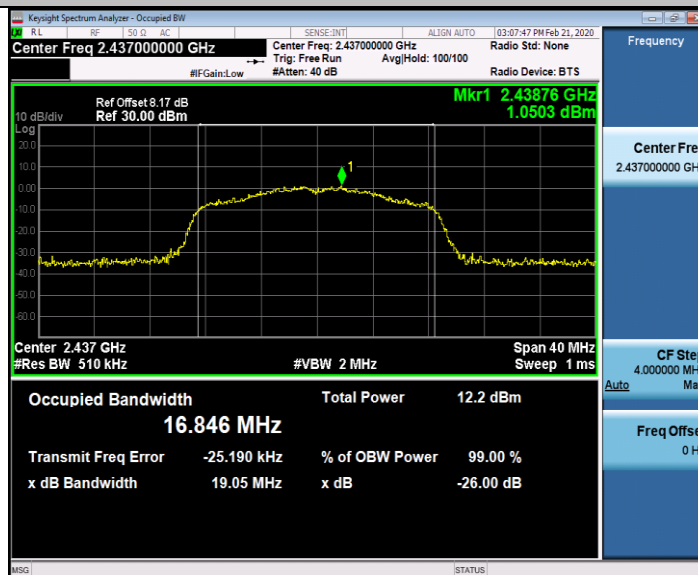 Keysight Spectrum Analyzer - Occupied BW
RL RF 50 Ω AC SENSE:INT ALIGN AUTO 03:07:47 PM Feb 21, 2020
Center Freq 2.437000000 GHz
Center Freq: 2.437000000 GHz
Radio Std: None
Trig: Free Run Avg|Hold: 100/100
#IFGain:Low
#Atten: 40 dB
Radio Device: BTS
Frequency
Ref Offset 8.17 dB
Mkr1 2.43876 GHz
10 dB/div Ref 30.00 dBm
1.0503 dBm
Log
20.0
10.0
0.00
-10.0
-20.0
-30.0
-40.0
-50.0
-60.0
1
Center Fre
2.437000000 GH
Center 2.437 GHz
Span 40 MHz
#Res BW 510 kHz
#VBW 2 MHz
Sweep 1 ms
CF Ste
4.000000 MH
Auto Ma
Occupied Bandwidth
Total Power 12.2 dBm
16.846 MHz
Transmit Freq Error -25.190 kHz
% of OBW Power 99.00 %
x dB Bandwidth 19.05 MHz
x dB -26.00 dB
Freq Offse
0 H
MSG
STATUS